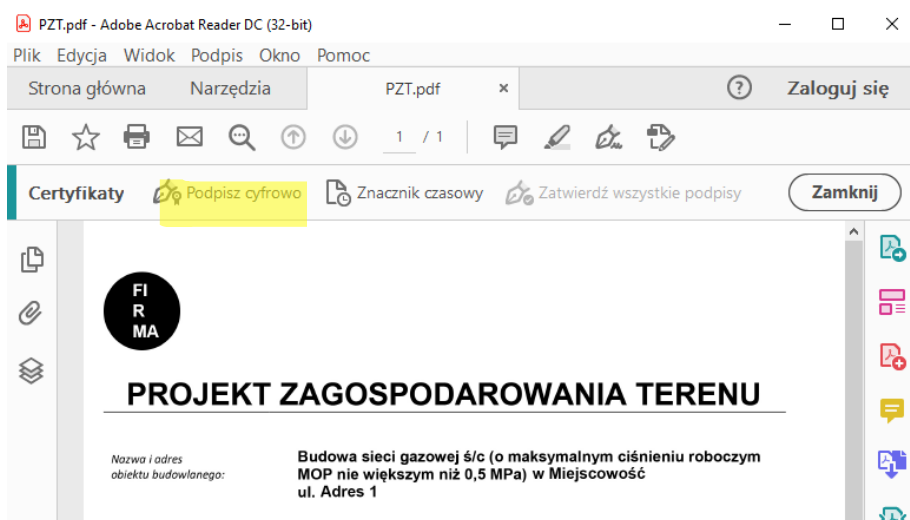 PZT.pdf - Adobe Acrobat Reader DC (32-bit)
Plik Edycja Widok Podpis Okno Pomoc
Strona główna Narzędzia PZT.pdf × ? Zaloguj się
1 / 1
Certyfikaty Podpisz cyfrowo Znacznik czasowy Zatwierdź wszystkie podpisy Zamknij
FI
R
MA
PROJEKT ZAGOSPODAROWANIA TERENU
Nazwa i adres
obiektu budowlanego:
Budowa sieci gazowej ś/c (o maksymalnym ciśnieniu roboczym
MOP nie większym niż 0,5 MPa) w Miejscowość
ul. Adres 1